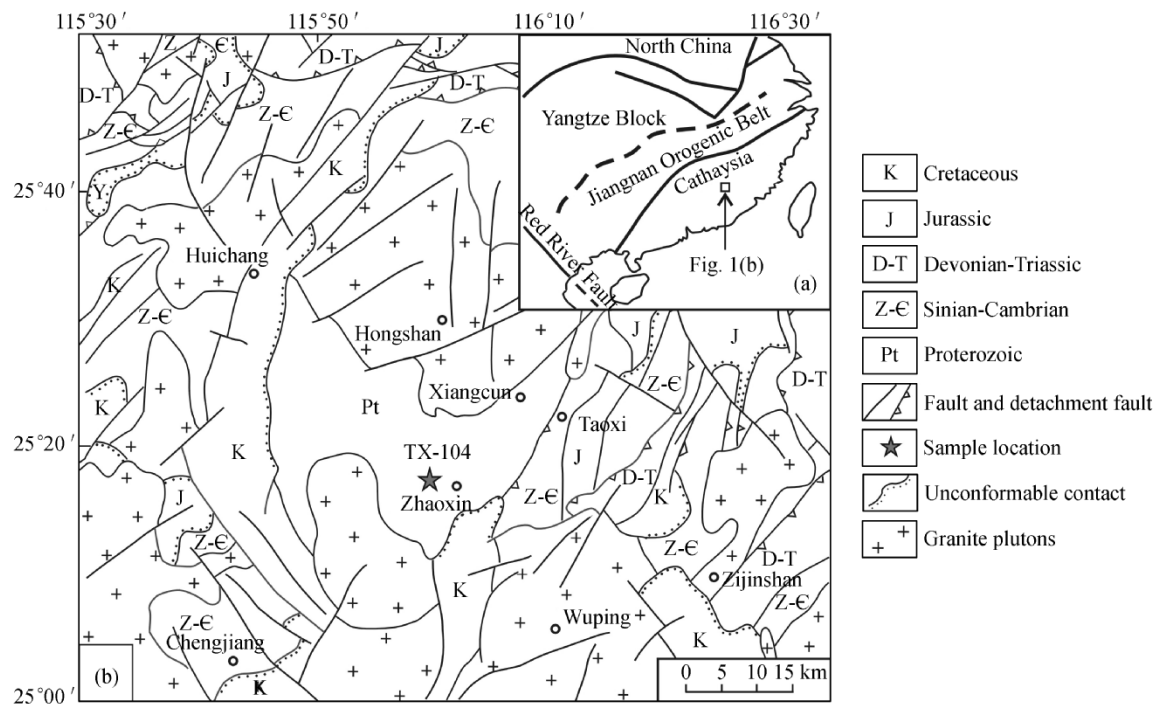 115°30′ 115°50′ 116°10′ 116°30′
25°40′
25°20′
25°00′
Z Є D-T J
J
D-T
D-T
Z-Є
Z-Є
Z-Є
K
Y
Huichang
K
Z-Є
Hongshan
Xiangcun
K
Pt
Taoxi
J
Z-Є
J
D-T
K
TX-104
Zhaoxin
J
D-T
Z-Є
K
J
Z-Є
Z-Є
D-T
Zijinshan
Z-Є
K
Wuping
K
Z-Є
Chengjiang
K
(b)
0 5 10 15 km
North China
Yangtze Block
Jiangnan Orogenic Belt
Cathaysia
Red River Fault
Fig. 1(b)
(a)
K Cretaceous
J Jurassic
D-T Devonian-Triassic
Z-Є Sinian-Cambrian
Pt Proterozoic
Fault and detachment fault
Sample location
Unconformable contact
Granite plutons